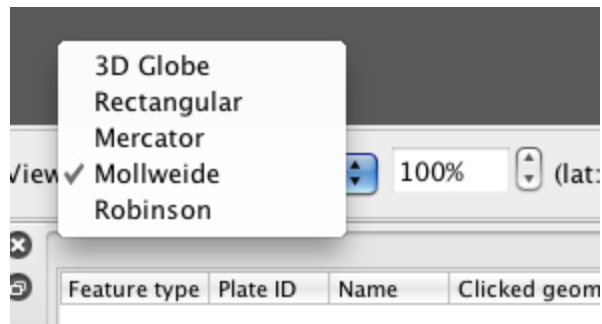 3D Globe
Rectangular
Mercator
View ✓ Mollweide 100% (lat:
Robinson
Feature type Plate ID Name Clicked geom